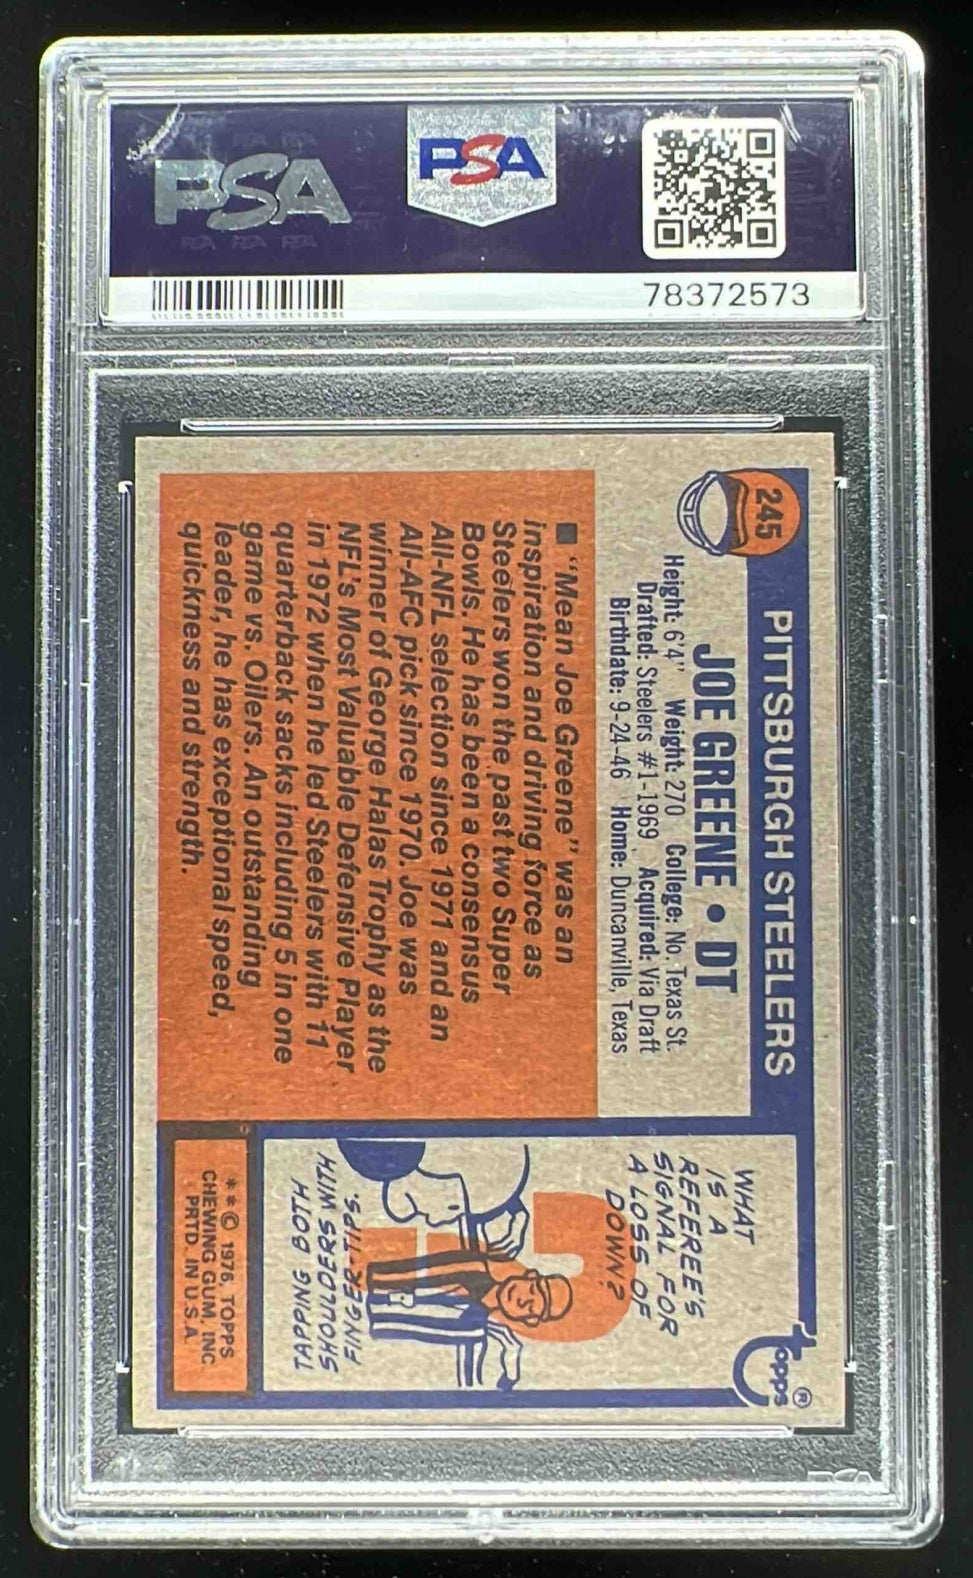 PSA
PSA
78372573
245
PITTSBURGH STEELERS
JOE GREENE • DT
Height: 6'4" Weight: 270 College: No. Texas St.
Drafted: Steelers #1-1969 Acquired: Via Draft
Birthdate: 9-24-46 Home: Duncanville, Texas
■ "Mean Joe Greene" was an
inspiration and driving force as
Steelers won the past two Super
Bowls. He has been a consensus
All-NFL selection since 1971 and an
All-AFC pick since 1970. Joe was
winner of George Halas Trophy as the
NFL's Most Valuable Defensive Player
in 1972 when he led Steelers with 11
quarterback sacks including 5 in one
game vs. Oilers. An outstanding
leader, he has exceptional speed,
quickness and strength.
WHAT
IS A
REFEREE'S
SIGNAL FOR
A LOSS OF
DOWN?
TAPPING BOTH
SHOULDERS WITH
FINGER-TIPS.
Topps®
**© 1976, TOPPS
CHEWING GUM, INC.
PRTD. IN U.S.A.
PSA